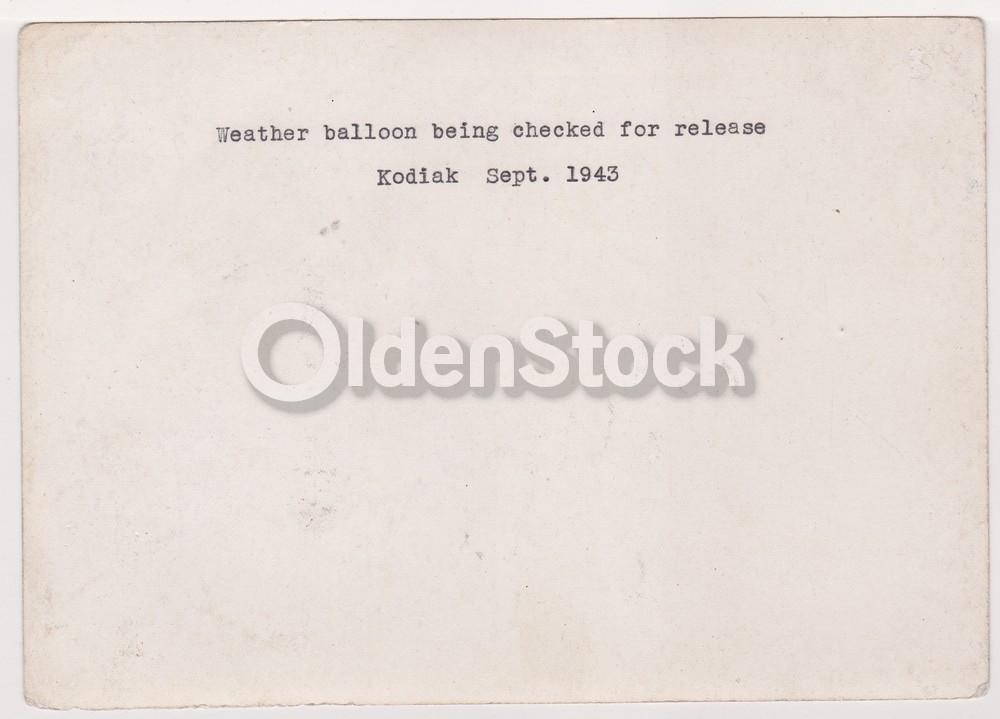 Weather balloon being checked for release
Kodiak  Sept. 1943
OldenStock